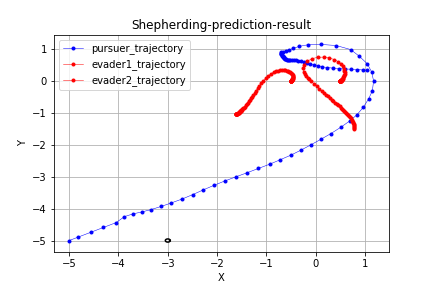 Shepherding-prediction-result
pursuer_trajectory
evader1_trajectory
evader2_trajectory
1
0
−1
−2
−3
−4
−5
Y
−5 −4 −3 −2 −1 0 1
X